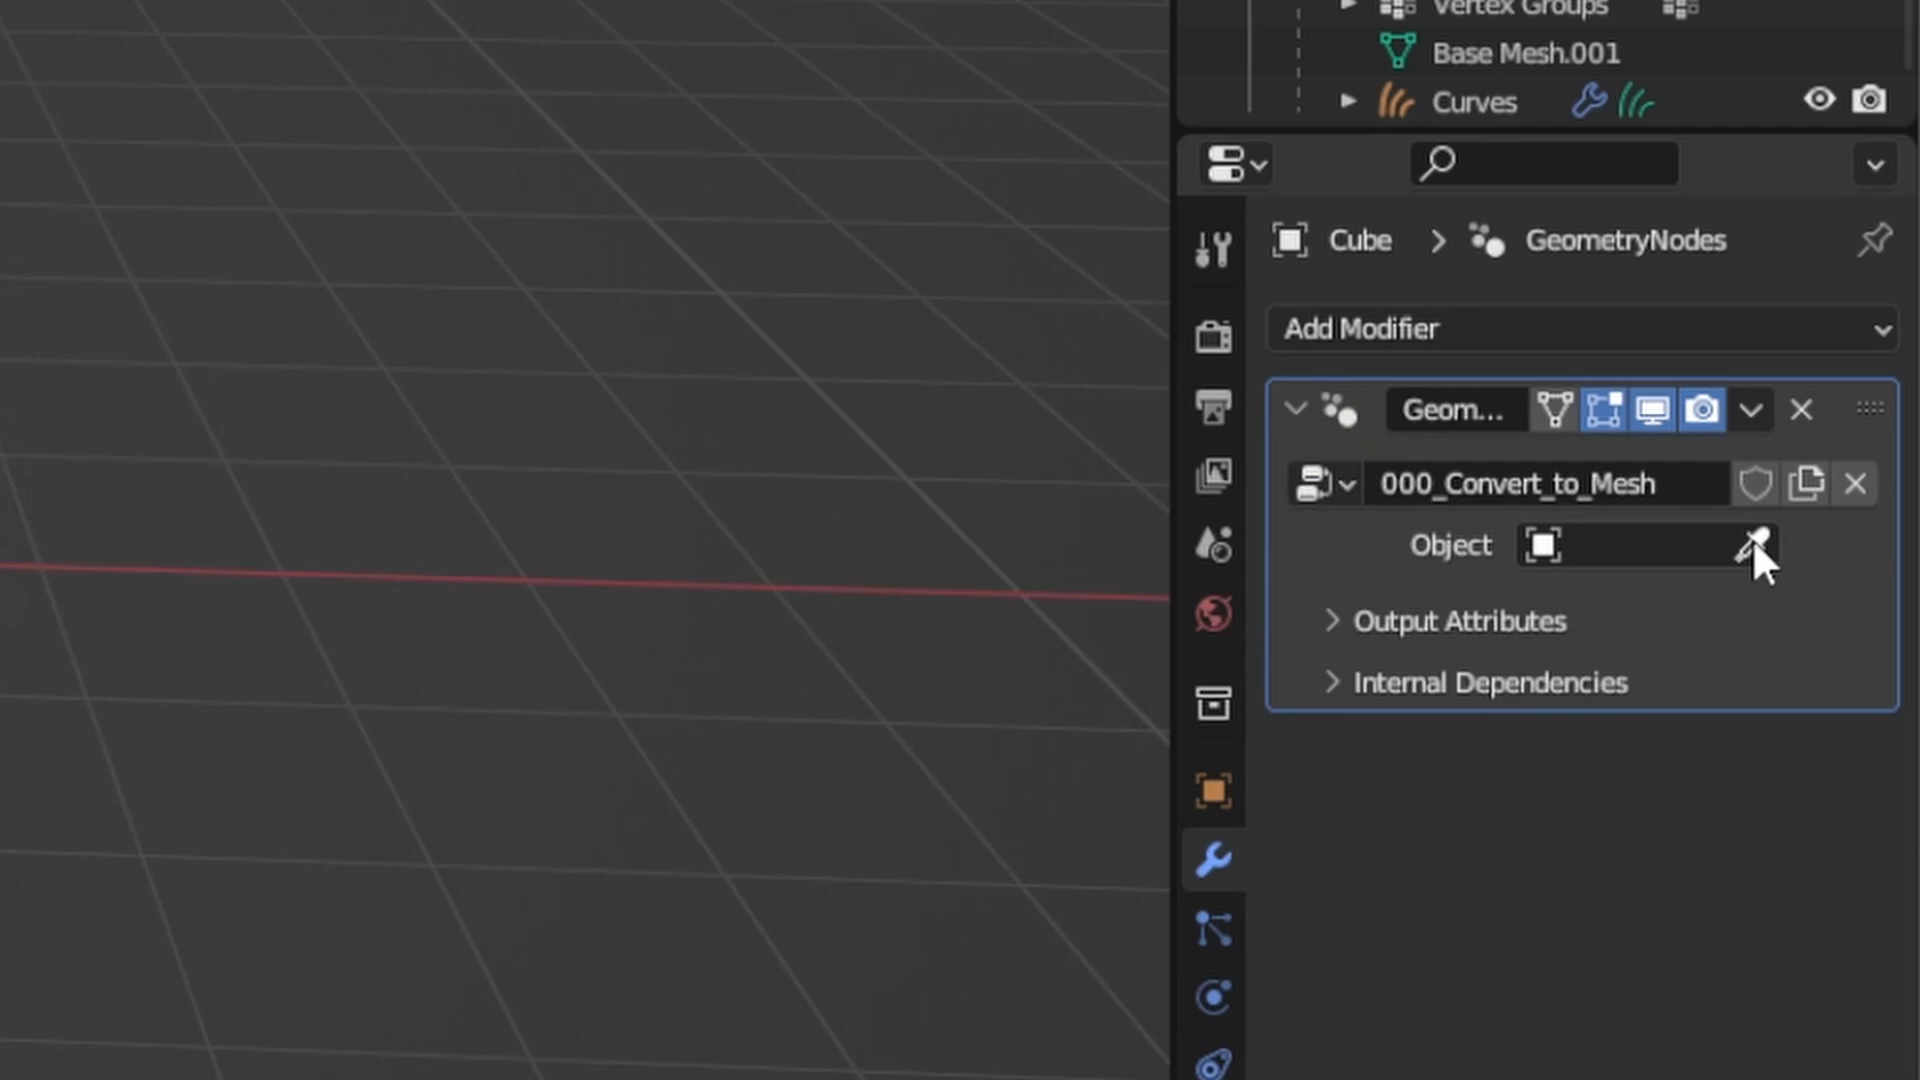 Vertex Groups
Base Mesh.001
Curves
Cube
GeometryNodes
Add Modifier
Geom...
000_Convert_to_Mesh
Object
Output Attributes
Internal Dependencies